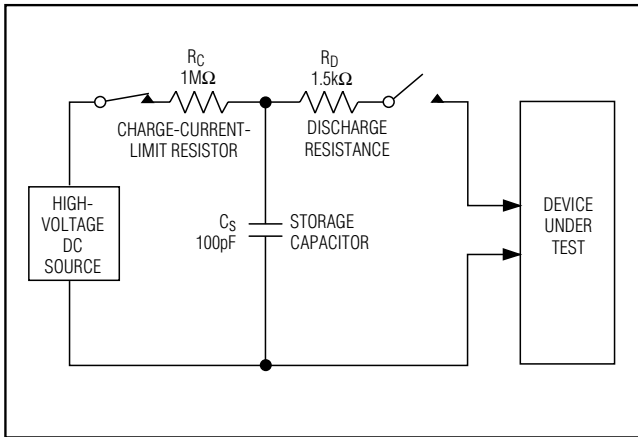 R_C
1MΩ
CHARGE-CURRENT-
LIMIT RESISTOR
R_D
1.5kΩ
DISCHARGE
RESISTANCE
HIGH-
VOLTAGE
DC
SOURCE
C_S
100pF
STORAGE
CAPACITOR
DEVICE
UNDER
TEST